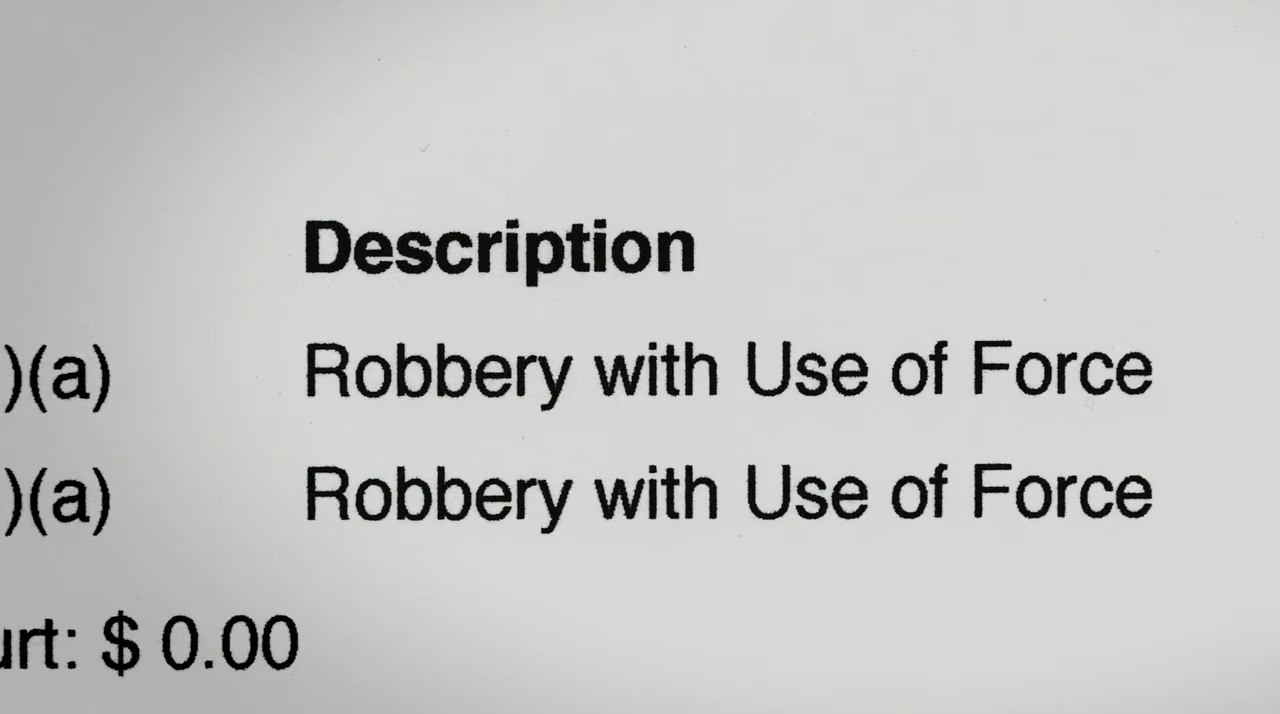 Description
)(a) Robbery with Use of Force
)(a) Robbery with Use of Force
urt: $ 0.00